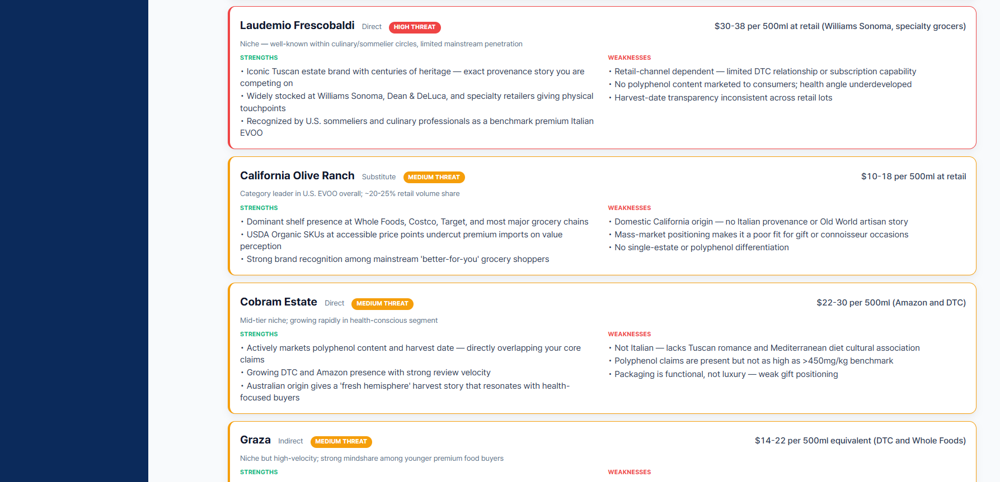 Laudemio Frescobaldi Direct HIGH THREAT $30-38 per 500ml at retail (Williams Sonoma, specialty grocers)
Niche — well-known within culinary/sommelier circles, limited mainstream penetration
STRENGTHS
• Iconic Tuscan estate brand with centuries of heritage — exact provenance story you are
competing on
• Widely stocked at Williams Sonoma, Dean & DeLuca, and specialty retailers giving physical
touchpoints
• Recognized by U.S. sommeliers and culinary professionals as a benchmark premium Italian
EVOO
WEAKNESSES
• Retail-channel dependent — limited DTC relationship or subscription capability
• No polyphenol content marketed to consumers; health angle underdeveloped
• Harvest-date transparency inconsistent across retail lots
California Olive Ranch Substitute MEDIUM THREAT $10-18 per 500ml at retail
Category leader in U.S. EVOO overall; ~20-25% retail volume share
STRENGTHS
• Dominant shelf presence at Whole Foods, Costco, Target, and most major grocery chains
• USDA Organic SKUs at accessible price points undercut premium imports on value
perception
• Strong brand recognition among mainstream 'better-for-you' grocery shoppers
WEAKNESSES
• Domestic California origin — no Italian provenance or Old World artisan story
• Mass-market positioning makes it a poor fit for gift or connoisseur occasions
• No single-estate or polyphenol differentiation
Cobram Estate Direct MEDIUM THREAT $22-30 per 500ml (Amazon and DTC)
Mid-tier niche; growing rapidly in health-conscious segment
STRENGTHS
• Actively markets polyphenol content and harvest date — directly overlapping your core
claims
• Growing DTC and Amazon presence with strong review velocity
• Australian origin gives a 'fresh hemisphere' harvest story that resonates with health-
focused buyers
WEAKNESSES
• Not Italian — lacks Tuscan romance and Mediterranean diet cultural association
• Polyphenol claims are present but not as high as >450mg/kg benchmark
• Packaging is functional, not luxury — weak gift positioning
Graza Indirect MEDIUM THREAT $14-22 per 500ml equivalent (DTC and Whole Foods)
Niche but high-velocity; strong mindshare among younger premium food buyers
STRENGTHS
WEAKNESSES